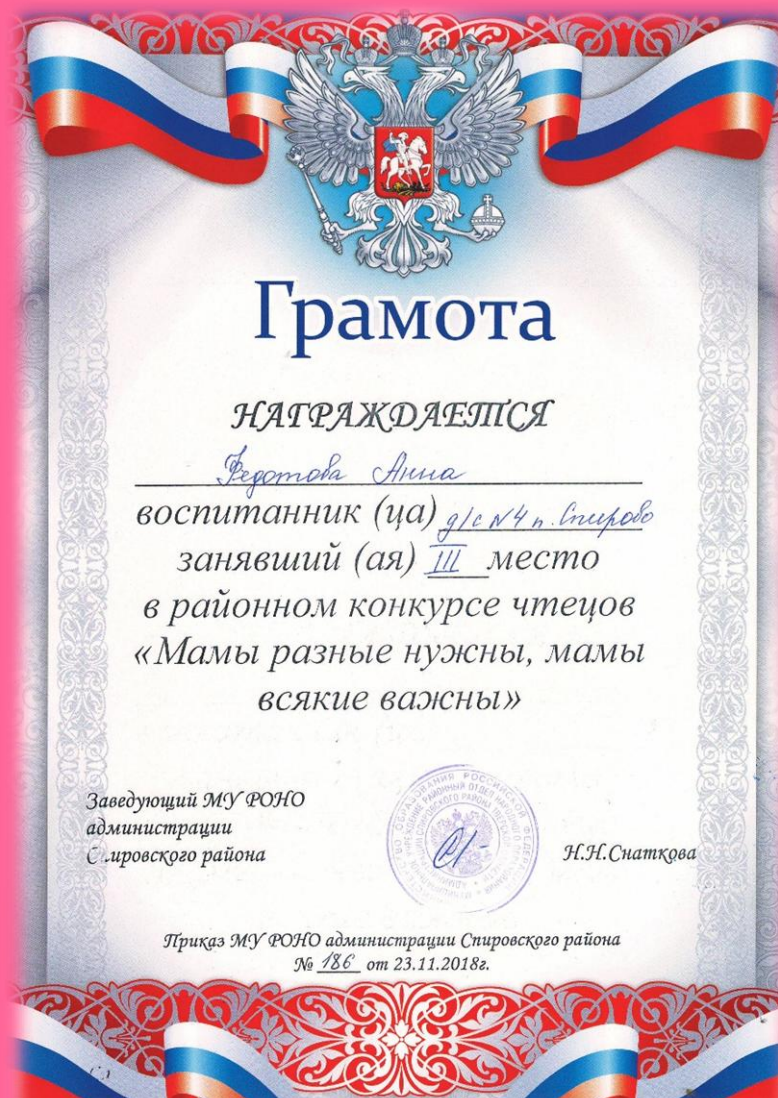 Грамота
НАГРАЖДАЕТСЯ
Федотова Анна
воспитанник (ца) д/с №4 п. Спирово
занявший (ая) III место
в районном конкурсе чтецов
«Мамы разные нужны, мамы
всякие важны»
Заведующий МУ РОНО
администрации
Спировского района
Н.Н.Снаткова
Приказ МУ РОНО администрации Спировского района
№ 186 от 23.11.2018г.